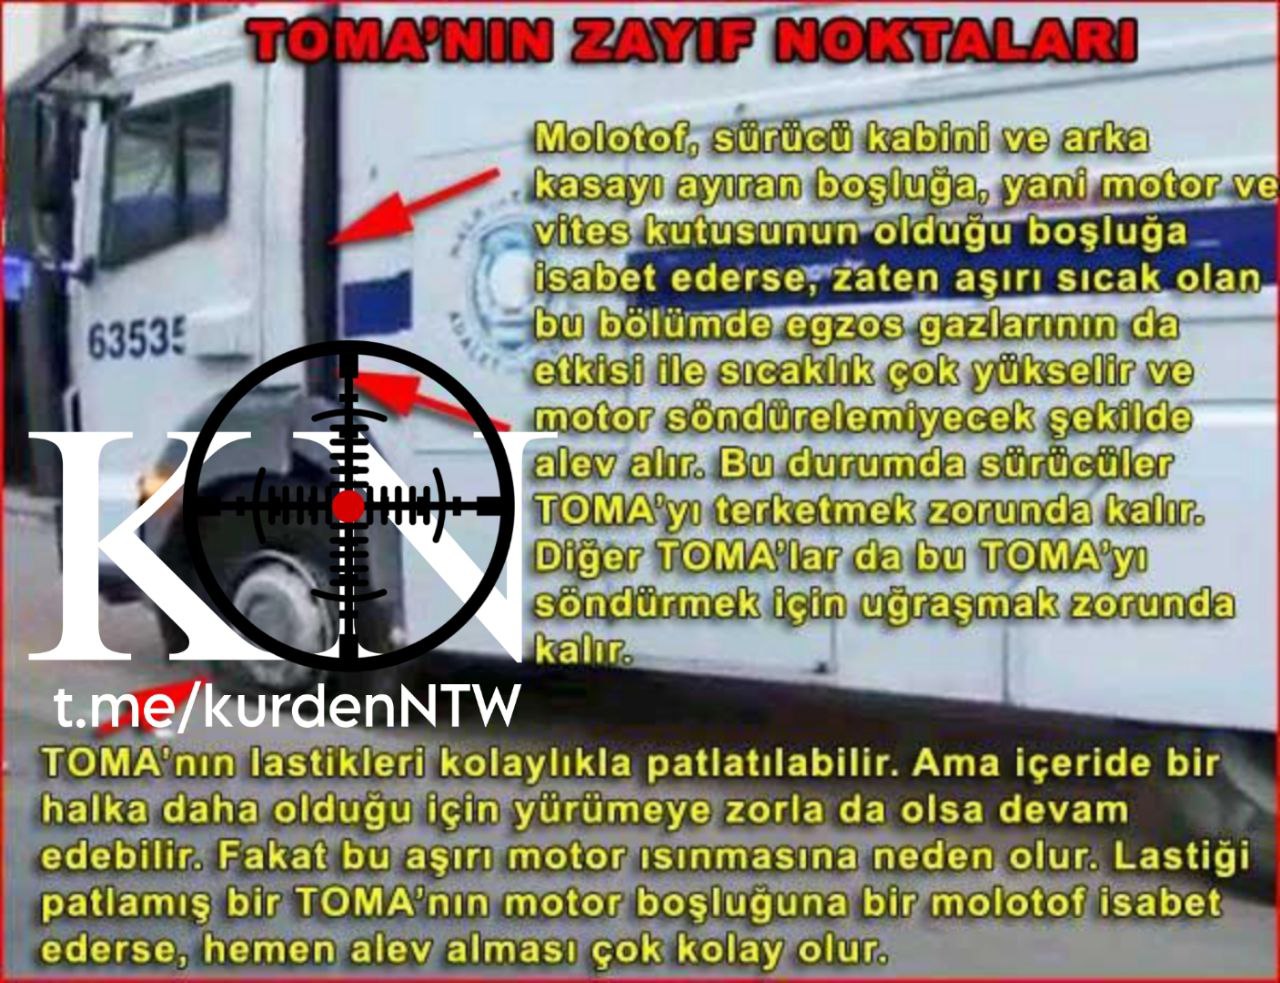 TOMA'NIN ZAYIF NOKTALARI
Molotof, sürücü kabini ve arka
kasayı ayıran boşluğa, yani motor ve
vites kutusunun olduğu boşluğa
isabet ederse, zaten aşırı sıcak olan
bu bölümde egzos gazlarının da
etkisi ile sıcaklık çok yükselir ve
motor söndürelemiyecek şekilde
alev alır. Bu durumda sürücüler
TOMA'yı terketmek zorunda kalır.
Diğer TOMA'lar da bu TOMA'yı
söndürmek için uğraşmak zorunda
kalır.
63535
KN
t.me/kurdenNTW
TOMA'nın lastikleri kolaylıkla patlatılabilir. Ama içeride bir
halka daha olduğu için yürümeye zorla da olsa devam
edebilir. Fakat bu aşırı motor ısınmasına neden olur. Lastiği
patlamış bir TOMA'nın motor boşluğuna bir molotof isabet
ederse, hemen alev alması çok kolay olur.